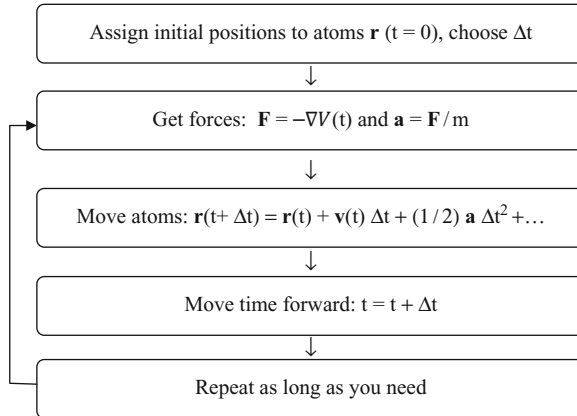 Assign initial positions to atoms r (t = 0), choose Δt
↓
Get forces: F = −∇V(t) and a = F/m
↓
Move atoms: r(t+ Δt) = r(t) + v(t) Δt + (1/2) a Δt² +…
↓
Move time forward: t = t + Δt
↓
Repeat as long as you need